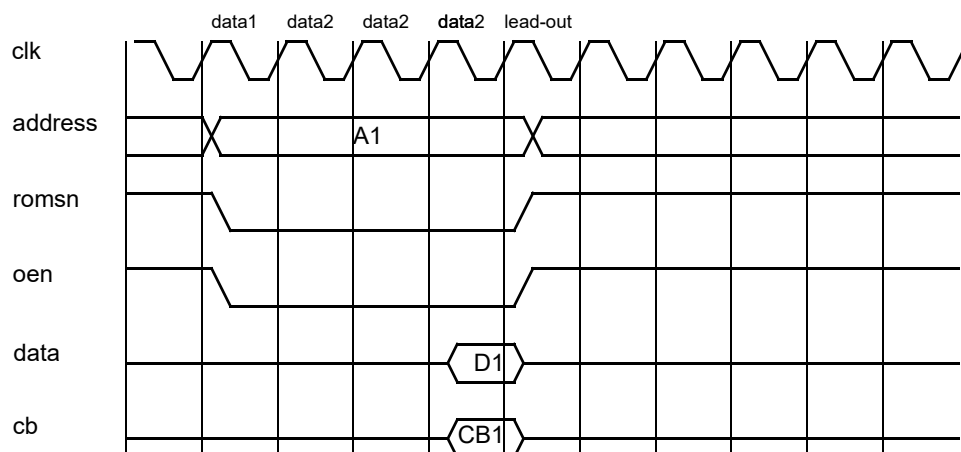 data1 data2 data2 data2 lead-out
clk
address A1
romsn
oen
data D1
cb CB1